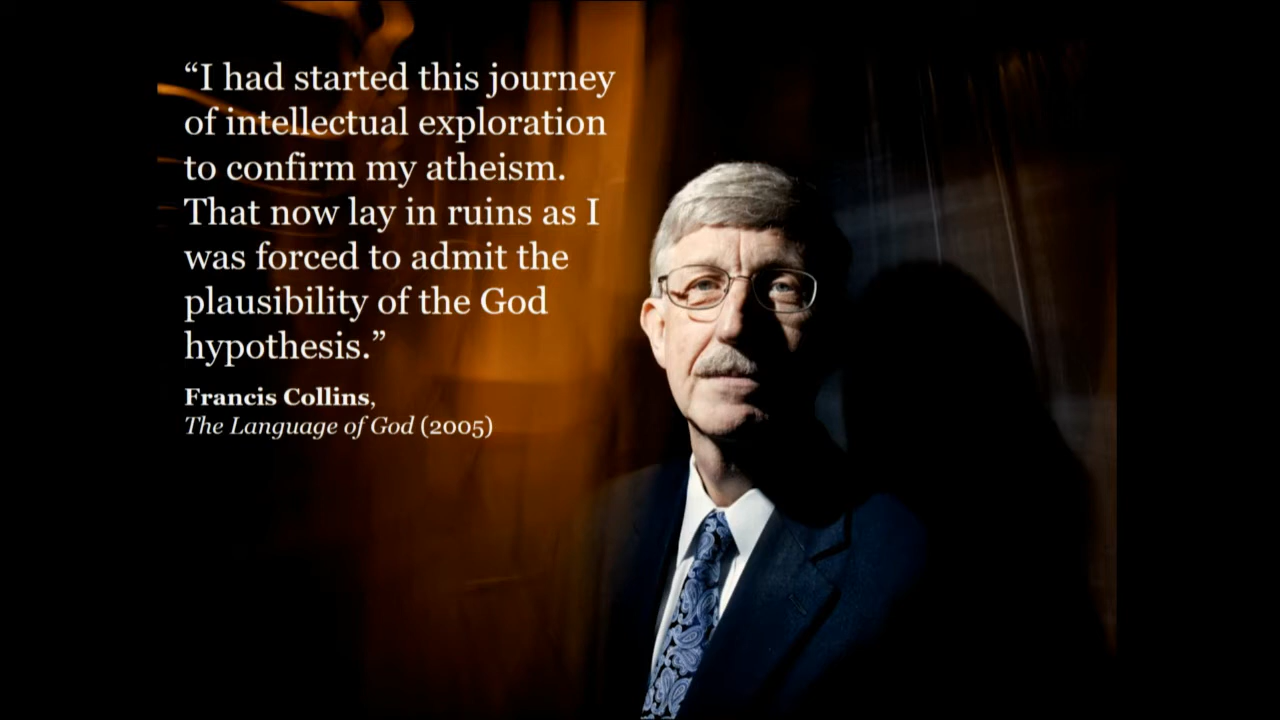 “I had started this journey
of intellectual exploration
to confirm my atheism.
That now lay in ruins as I
was forced to admit the
plausibility of the God
hypothesis.”
Francis Collins,
The Language of God (2005)